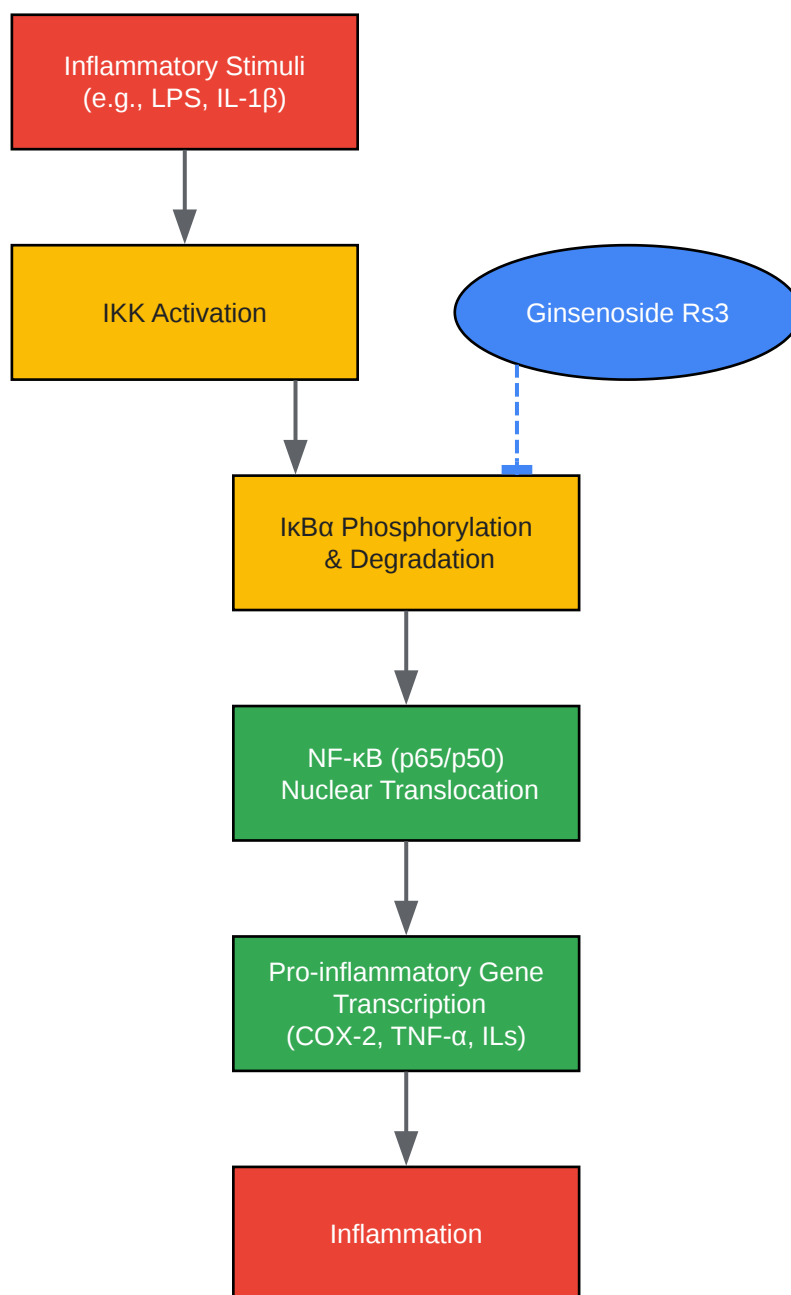 Inflammatory Stimuli
(e.g., LPS, IL-1β)
IKK Activation
Ginsenoside Rs3
IκBα Phosphorylation
& Degradation
NF-κB (p65/p50)
Nuclear Translocation
Pro-inflammatory Gene
Transcription
(COX-2, TNF-α, ILs)
Inflammation